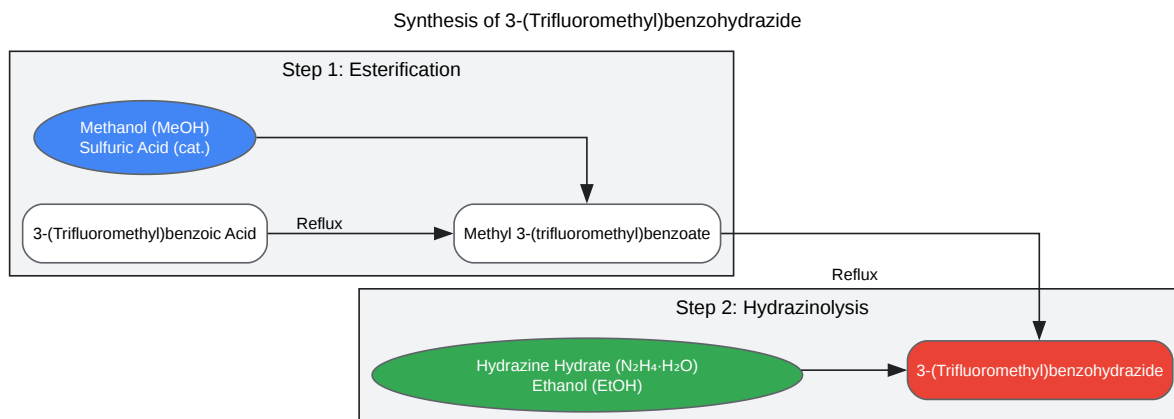 Synthesis of 3-(Trifluoromethyl)benzohydrazide
Step 1: Esterification
Methanol (MeOH)
Sulfuric Acid (cat.)
3-(Trifluoromethyl)benzoic Acid
Reflux
Methyl 3-(trifluoromethyl)benzoate
Reflux
Step 2: Hydrazinolysis
Hydrazine Hydrate (N₂H₄·H₂O)
Ethanol (EtOH)
3-(Trifluoromethyl)benzohydrazide